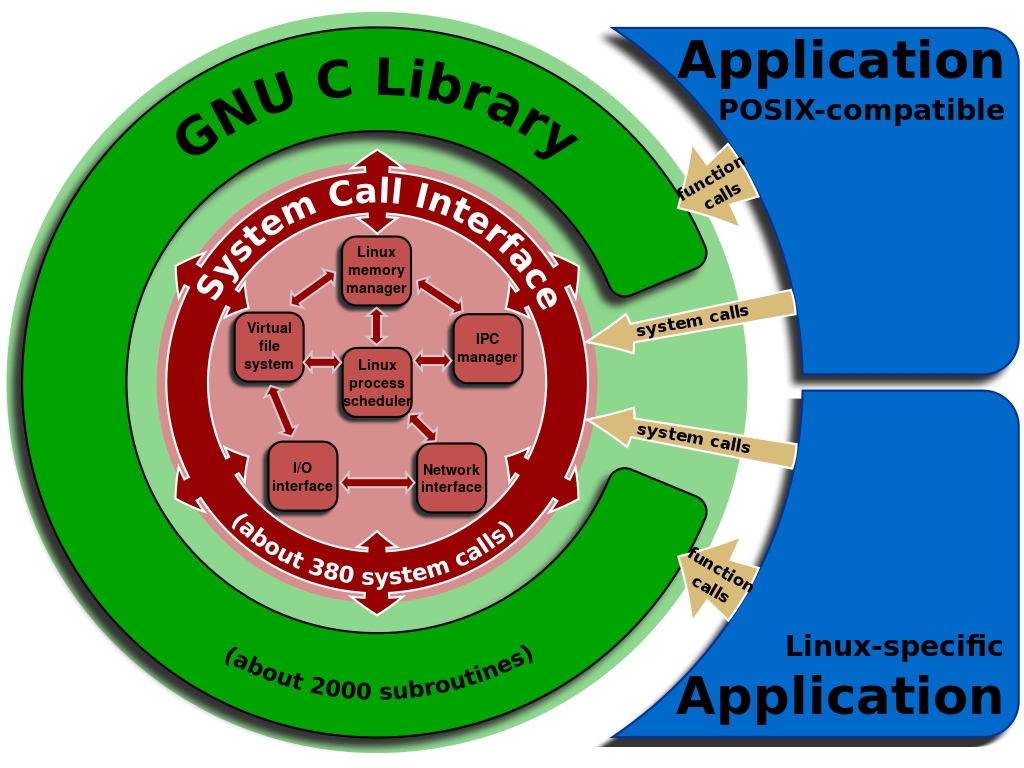 GNU C Library
System Call Interface
Linux
memory
manager
Virtual
file
system
IPC
manager
Linux
process
scheduler
I/O
interface
Network
interface
(about 380 system calls)
(about 2000 subroutines)
Application
POSIX-compatible
function
calls
system calls
system calls
function
calls
Linux-specific
Application